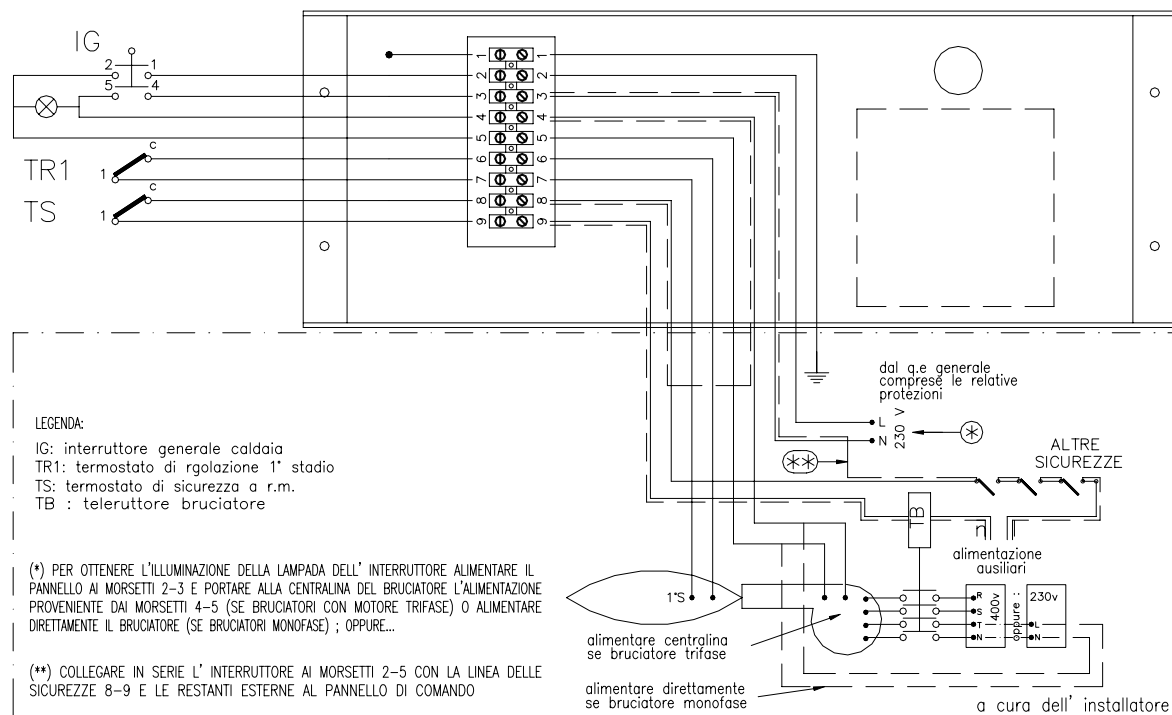 IG
2 1
5 4
TR1
1 c
TS
1 c
1 1
2 2
3 3
4 4
5 5
6 6
7 7
8 8
9 9
LEGENDA:
IG: interruttore generale caldaia
TR1: termostato di rgolazione 1° stadio
TS: termostato di sicurezza a r.m.
TB : teleruttore bruciatore
(*) PER OTTENERE L'ILLUMINAZIONE DELLA LAMPADA DELL' INTERRUTTORE ALIMENTARE IL
PANNELLO AI MORSETTI 2-3 E PORTARE ALLA CENTRALINA DEL BRUCIATORE L'ALIMENTAZIONE
PROVENIENTE DAI MORSETTI 4-5 (SE BRUCIATORI CON MOTORE TRIFASE) O ALIMENTARE
DIRETTAMENTE IL BRUCIATORE (SE BRUCIATORI MONOFASE) ; OPPURE...
(**) COLLEGARE IN SERIE L' INTERRUTTORE AI MORSETTI 2-5 CON LA LINEA DELLE
SICUREZZE 8-9 E LE RESTANTI ESTERNE AL PANNELLO DI COMANDO
dal q.e generale
comprese le relative
protezioni
L
N
230 V
*
**
ALTRE
SICUREZZE
TB
n
alimentazione
ausiliari
1°S
R
S
T
N
400v
oppure :
230v
L
N
alimentare centralina
se bruciatore trifase
alimentare direttamente
se bruciatore monofase
a cura dell' installatore